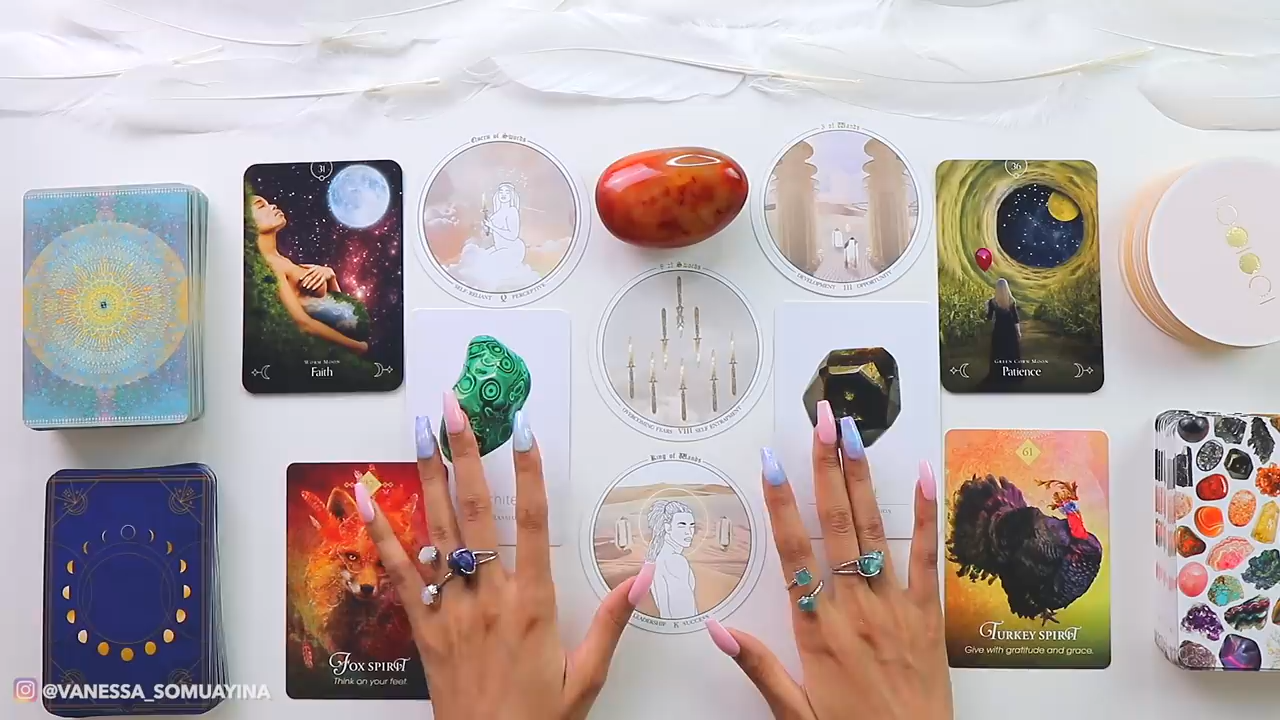 Queen of Swords
SELF RELIANT Q PERCEPTIVE
3 of Wands
DEVELOPMENT III OPPORTUNITY
31
WORM MOON
Faith
36
GREEN CORN MOON
Patience
8 of Swords
OVERCOMING FEARS VIII SELF ENTRAPMENT
King of Wands
LEADERSHIP K SUCCESS
FOX SPIRIT
Think on your feet.
61
TURKEY SPIRIT
Give with gratitude and grace.
@VANESSA_SOMUAYINA